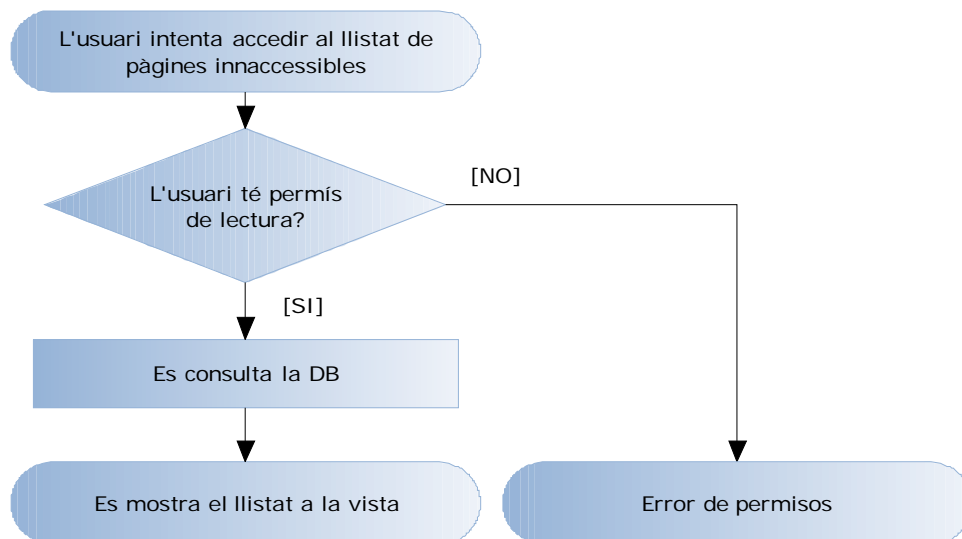 L'usuari intenta accedir al llistat de
pàgines innaccessibles
L'usuari té permís
de lectura?
[NO]
[SI]
Es consulta la DB
Es mostra el llistat a la vista
Error de permisos